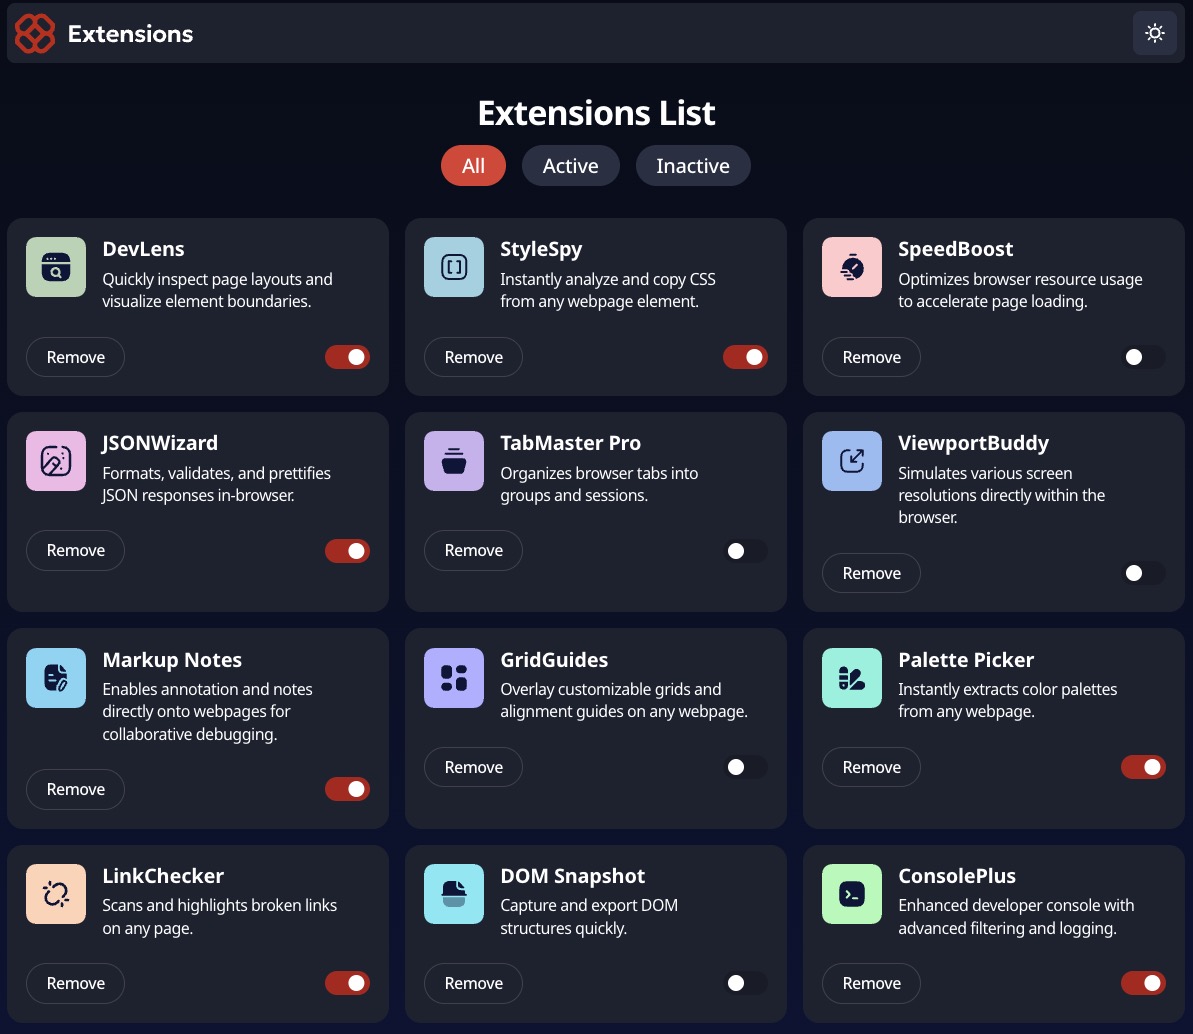 Extensions
Extensions List
All
Active
Inactive
DevLens
Quickly inspect page layouts and
visualize element boundaries.
Remove
StyleSpy
Instantly analyze and copy CSS
from any webpage element.
Remove
SpeedBoost
Optimizes browser resource usage
to accelerate page loading.
Remove
JSONWizard
Formats, validates, and prettifies
JSON responses in-browser.
Remove
TabMaster Pro
Organizes browser tabs into
groups and sessions.
Remove
ViewportBuddy
Simulates various screen
resolutions directly within the
browser.
Remove
Markup Notes
Enables annotation and notes
directly onto webpages for
collaborative debugging.
Remove
GridGuides
Overlay customizable grids and
alignment guides on any webpage.
Remove
Palette Picker
Instantly extracts color palettes
from any webpage.
Remove
LinkChecker
Scans and highlights broken links
on any page.
Remove
DOM Snapshot
Capture and export DOM
structures quickly.
Remove
ConsolePlus
Enhanced developer console with
advanced filtering and logging.
Remove